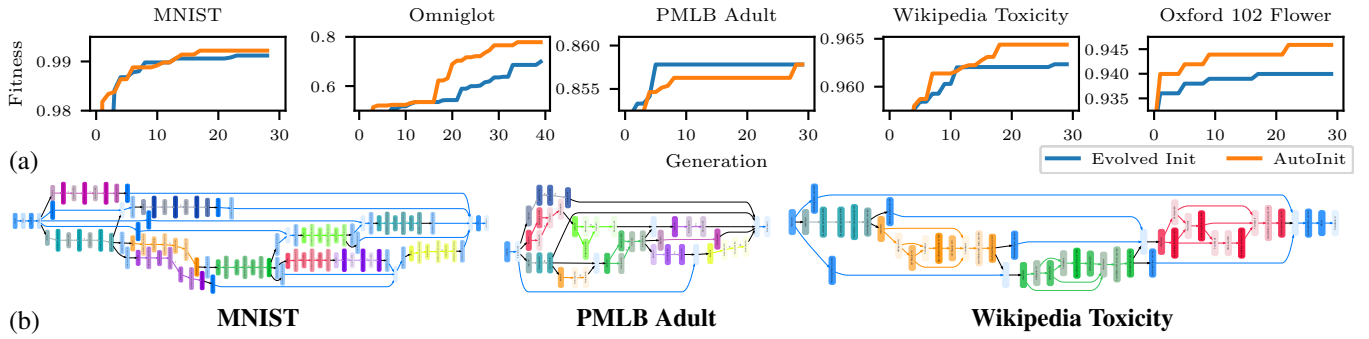 MNIST Omniglot PMLB Adult Wikipedia Toxicity Oxford 102 Flower
Fitness
0.99
0.98
0 10 20 30
0.8
0.6
0 10 20 30 40
0.860
0.855
0 10 20 30
0.965
0.960
0 10 20 30
0.945
0.940
0.935
0 10 20 30
(a) Generation
Evolved Init AutoInit
(b) MNIST PMLB Adult Wikipedia Toxicity